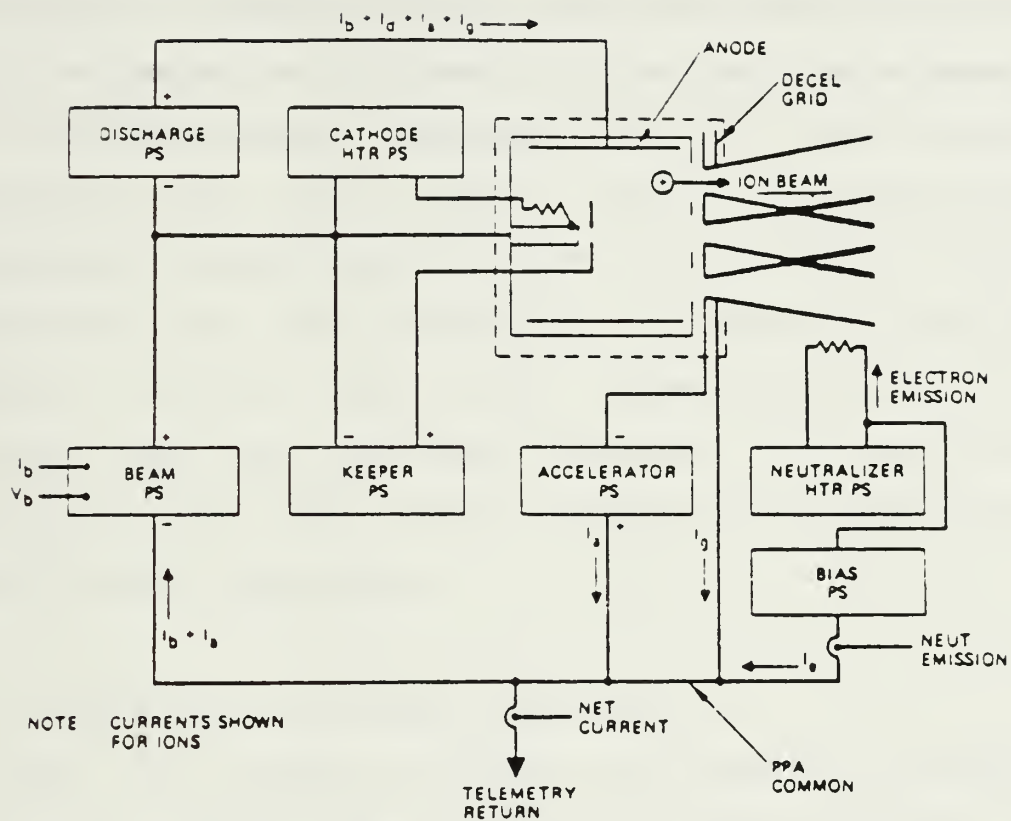 I_b + I_d + I_a + I_g
ANODE
DECEL
GRID
+
DISCHARGE
PS
-
CATHODE
HTR PS
+
ION BEAM
ELECTRON
EMISSION
I_b
V_b
+
BEAM
PS
-
- +
KEEPER
PS
-
ACCELERATOR
PS
+
NEUTRALIZER
HTR PS
I_a
I_g
BIAS
PS
I_b + I_a
I_e
NEUT
EMISSION
NOTE CURRENTS SHOWN
FOR IONS
NET
CURRENT
PPA
COMMON
TELEMETRY
RETURN